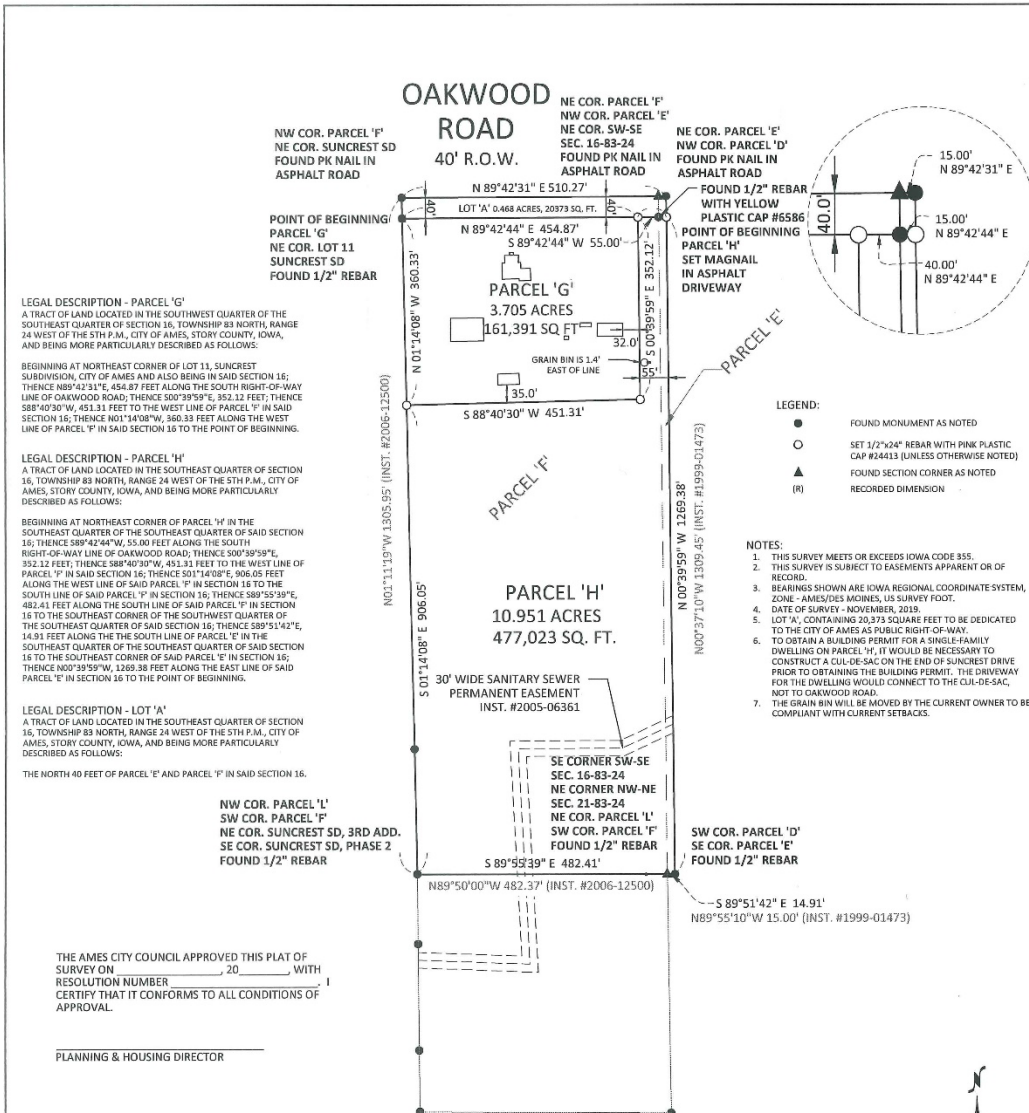 OAKWOOD
ROAD
40' R.O.W.
NW COR. PARCEL 'F'
NE COR. SUNCREST SD
FOUND PK NAIL IN
ASPHALT ROAD
NE COR. PARCEL 'F'
NW COR. PARCEL 'E'
NE COR. SW-SE
SEC. 16-83-24
FOUND PK NAIL IN
ASPHALT ROAD
NE COR. PARCEL 'E'
NW COR. PARCEL 'D'
FOUND PK NAIL IN
ASPHALT ROAD
FOUND 1/2" REBAR
WITH YELLOW
PLASTIC CAP #6586
POINT OF BEGINNING
PARCEL 'H'
SET MAGNAIL
IN ASPHALT
DRIVEWAY
15.00'
N 89°42'31" E
40.0'
15.00'
N 89°42'44" E
40.00'
N 89°42'44" E
N 89°42'31" E 510.27'
40'
LOT 'A' 0.468 ACRES, 20373 SQ. FT.
40'
N 89°42'44" E 454.87'
S 89°42'44" W 55.00'
POINT OF BEGINNING
PARCEL 'G'
NE COR. LOT 11
SUNCREST SD
FOUND 1/2" REBAR
N 01°14'08" W 360.33'
PARCEL 'G'
3.705 ACRES
161,391 SQ FT
32.0'
GRAIN BIN IS 1.4'
EAST OF LINE
55'
35.0'
S 00°39'59" E 352.12'
S 88°40'30" W 451.31'
PARCEL 'E'
PARCEL 'F'
LEGAL DESCRIPTION - PARCEL 'G'
A TRACT OF LAND LOCATED IN THE SOUTHWEST QUARTER OF THE
SOUTHEAST QUARTER OF SECTION 16, TOWNSHIP 83 NORTH, RANGE
24 WEST OF THE 5TH P.M., CITY OF AMES, STORY COUNTY, IOWA,
AND BEING MORE PARTICULARLY DESCRIBED AS FOLLOWS:
BEGINNING AT NORTHEAST CORNER OF LOT 11, SUNCREST
SUBDIVISION, CITY OF AMES AND ALSO BEING IN SAID SECTION 16;
THENCE N89°42'31"E, 454.87 FEET ALONG THE SOUTH RIGHT-OF-WAY
LINE OF OAKWOOD ROAD; THENCE S00°39'59"E, 352.12 FEET; THENCE
S88°40'30"W, 451.31 FEET TO THE WEST LINE OF PARCEL 'F' IN SAID
SECTION 16; THENCE N01°14'08"W, 360.33 FEET ALONG THE WEST
LINE OF PARCEL 'F' IN SAID SECTION 16 TO THE POINT OF BEGINNING.
LEGAL DESCRIPTION - PARCEL 'H'
A TRACT OF LAND LOCATED IN THE SOUTHEAST QUARTER OF SECTION
16, TOWNSHIP 83 NORTH, RANGE 24 WEST OF THE 5TH P.M., CITY OF
AMES, STORY COUNTY, IOWA, AND BEING MORE PARTICULARLY
DESCRIBED AS FOLLOWS:
BEGINNING AT NORTHEAST CORNER OF PARCEL 'H' IN THE
SOUTHEAST QUARTER OF THE SOUTHEAST QUARTER OF SAID SECTION
16; THENCE S89°42'44"W, 55.00 FEET ALONG THE SOUTH
RIGHT-OF-WAY LINE OF OAKWOOD ROAD; THENCE S00°39'59"E,
352.12 FEET; THENCE S88°40'30"W, 451.31 FEET TO THE WEST LINE OF
PARCEL 'F' IN SAID SECTION 16; THENCE S01°14'08"E, 906.05 FEET
ALONG THE WEST LINE OF SAID PARCEL 'F' IN SECTION 16 TO THE
SOUTH LINE OF SAID PARCEL 'F' IN SECTION 16; THENCE S89°55'39"E,
482.41 FEET ALONG THE SOUTH LINE OF SAID PARCEL 'F' IN SECTION
16 TO THE SOUTHEAST CORNER OF THE SOUTHWEST QUARTER OF
THE SOUTHEAST QUARTER OF SAID SECTION 16; THENCE S89°51'42"E,
14.91 FEET ALONG THE THE SOUTH LINE OF PARCEL 'E' IN THE
SOUTHEAST QUARTER OF THE SOUTHEAST QUARTER OF SAID SECTION
16 TO THE SOUTHEAST CORNER OF SAID PARCEL 'E' IN SECTION 16;
THENCE N00°39'59"W, 1269.38 FEET ALONG THE EAST LINE OF SAID
PARCEL 'E' IN SECTION 16 TO THE POINT OF BEGINNING.
LEGAL DESCRIPTION - LOT 'A'
A TRACT OF LAND LOCATED IN THE SOUTHEAST QUARTER OF SECTION
16, TOWNSHIP 83 NORTH, RANGE 24 WEST OF THE 5TH P.M., CITY OF
AMES, STORY COUNTY, IOWA, AND BEING MORE PARTICULARLY
DESCRIBED AS FOLLOWS:
THE NORTH 40 FEET OF PARCEL 'E' AND PARCEL 'F' IN SAID SECTION 16.
N01°11'19"W 1305.95' (INST. #2006-12500)
S 01°14'08" E 906.05'
PARCEL 'H'
10.951 ACRES
477,023 SQ. FT.
N 00°39'59" W 1269.38'
N00°37'10"W 1309.45' (INST. #1999-01473)
LEGEND:
FOUND MONUMENT AS NOTED
SET 1/2"x24" REBAR WITH PINK PLASTIC
CAP #24413 (UNLESS OTHERWISE NOTED)
FOUND SECTION CORNER AS NOTED
(R) RECORDED DIMENSION
NOTES:
1. THIS SURVEY MEETS OR EXCEEDS IOWA CODE 355.
2. THIS SURVEY IS SUBJECT TO EASEMENTS APPARENT OR OF
RECORD.
3. BEARINGS SHOWN ARE IOWA REGIONAL COORDINATE SYSTEM,
ZONE - AMES/DES MOINES, US SURVEY FOOT.
4. DATE OF SURVEY - NOVEMBER, 2019.
5. LOT 'A', CONTAINING 20,373 SQUARE FEET TO BE DEDICATED
TO THE CITY OF AMES AS PUBLIC RIGHT-OF-WAY.
6. TO OBTAIN A BUILDING PERMIT FOR A SINGLE-FAMILY
DWELLING ON PARCEL 'H', IT WOULD BE NECESSARY TO
CONSTRUCT A CUL-DE-SAC ON THE END OF SUNCREST DRIVE
PRIOR TO OBTAINING THE BUILDING PERMIT. THE DRIVEWAY
FOR THE DWELLING WOULD CONNECT TO THE CUL-DE-SAC,
NOT TO OAKWOOD ROAD.
7. THE GRAIN BIN WILL BE MOVED BY THE CURRENT OWNER TO BE
COMPLIANT WITH CURRENT SETBACKS.
30' WIDE SANITARY SEWER
PERMANENT EASEMENT
INST. #2005-06361
SE CORNER SW-SE
SEC. 16-83-24
NE CORNER NW-NE
SEC. 21-83-24
NE COR. PARCEL 'L'
SW COR. PARCEL 'F'
FOUND 1/2" REBAR
NW COR. PARCEL 'L'
SW COR. PARCEL 'F'
NE COR. SUNCREST SD, 3RD ADD.
SE COR. SUNCREST SD, PHASE 2
FOUND 1/2" REBAR
SW COR. PARCEL 'D'
SE COR. PARCEL 'E'
FOUND 1/2" REBAR
S 89°55'39" E 482.41'
N89°50'00"W 482.37' (INST. #2006-12500)
S 89°51'42" E 14.91'
N89°55'10"W 15.00' (INST. #1999-01473)
THE AMES CITY COUNCIL APPROVED THIS PLAT OF
SURVEY ON ____________, 20______, WITH
RESOLUTION NUMBER ________________. I
CERTIFY THAT IT CONFORMS TO ALL CONDITIONS OF
APPROVAL.
PLANNING & HOUSING DIRECTOR
N